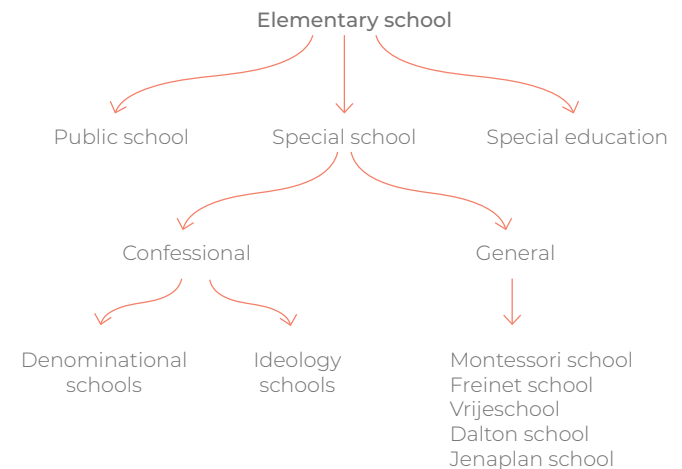 Elementary school
Public school
Special school
Special education
Confessional
General
Denominational
schools
Ideology
schools
Montessori school
Freinet school
Vrijeschool
Dalton school
Jenaplan school